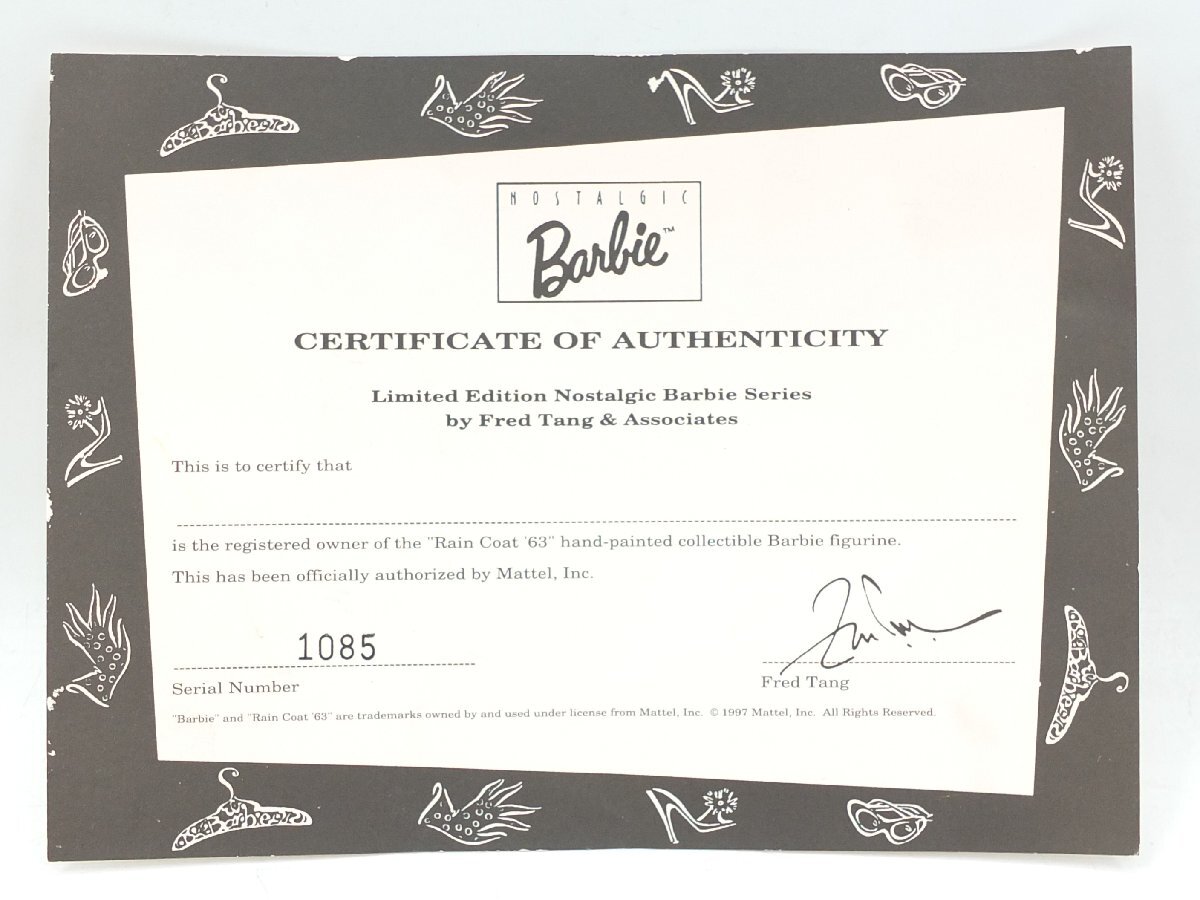 NOSTALGIC
Barbie™
CERTIFICATE OF AUTHENTICITY
Limited Edition Nostalgic Barbie Series
by Fred Tang & Associates
This is to certify that
is the registered owner of the "Rain Coat '63" hand-painted collectible Barbie figurine.
This has been officially authorized by Mattel, Inc.
1085
Serial Number
Fred Tang
"Barbie" and "Rain Coat '63" are trademarks owned by and used under license from Mattel, Inc. © 1997 Mattel, Inc. All Rights Reserved.